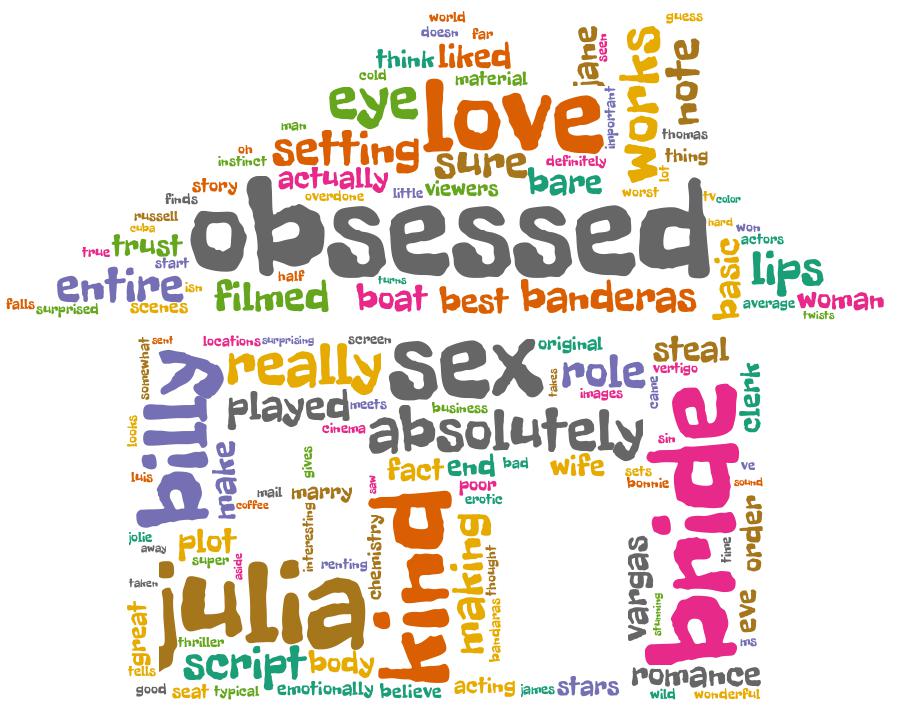 world
doesn far
think liked
cold material
eye love
jane seen
works
guess
note
important
man
oh
instinct
setting sure definitely
thomas
thing
lot
actually viewers bare
story overdone little worst
finds
obsessed
tv color
russell
cuba
true trust
start
hard won
actors
basic
lips
entire isn
half turns
falls surprised
scenes filmed boat best banderas
average woman
twists
somewhat
sent
locations surprising screen
sex
original
steal
vertigo
billy
really
takes
role
images
came
clerk
played meets business
cinema absolutely
bride
sin
looks
make
gives
fact end bad wife sets
luis
saw
poor
erotic
bonnie
ve
sound
mail marry
coffee
interesting
chemistry
kind
making
thought
bandaras
order
time
jolie
away
plot
super
aside
renting
vargas
stunning
eve
ms
taken
julia
great
thriller
tells
script body
romance
good seat typical emotionally believe acting james stars
wild wonderful